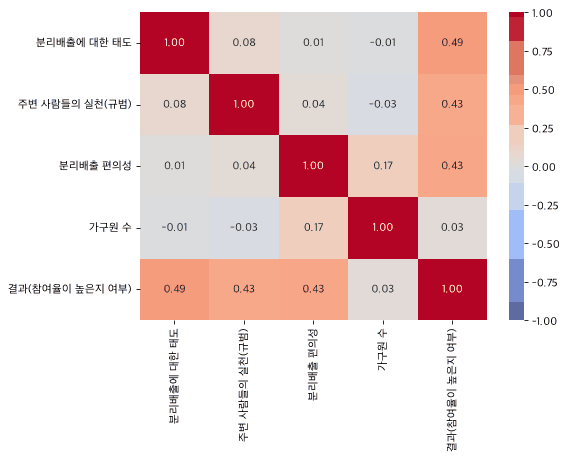 분리배출에 대한 태도
주변 사람들의 실천(규범)
분리배출 편의성
가구원 수
결과(참여율이 높은지 여부)
1.00 0.08 0.01 -0.01 0.49
0.08 1.00 0.04 -0.03 0.43
0.01 0.04 1.00 0.17 0.43
-0.01 -0.03 0.17 1.00 0.03
0.49 0.43 0.43 0.03 1.00
분리배출에 대한 태도
주변 사람들의 실천(규범)
분리배출 편의성
가구원 수
결과(참여율이 높은지 여부)
1.00
0.75
0.50
0.25
0.00
-0.25
-0.50
-0.75
-1.00